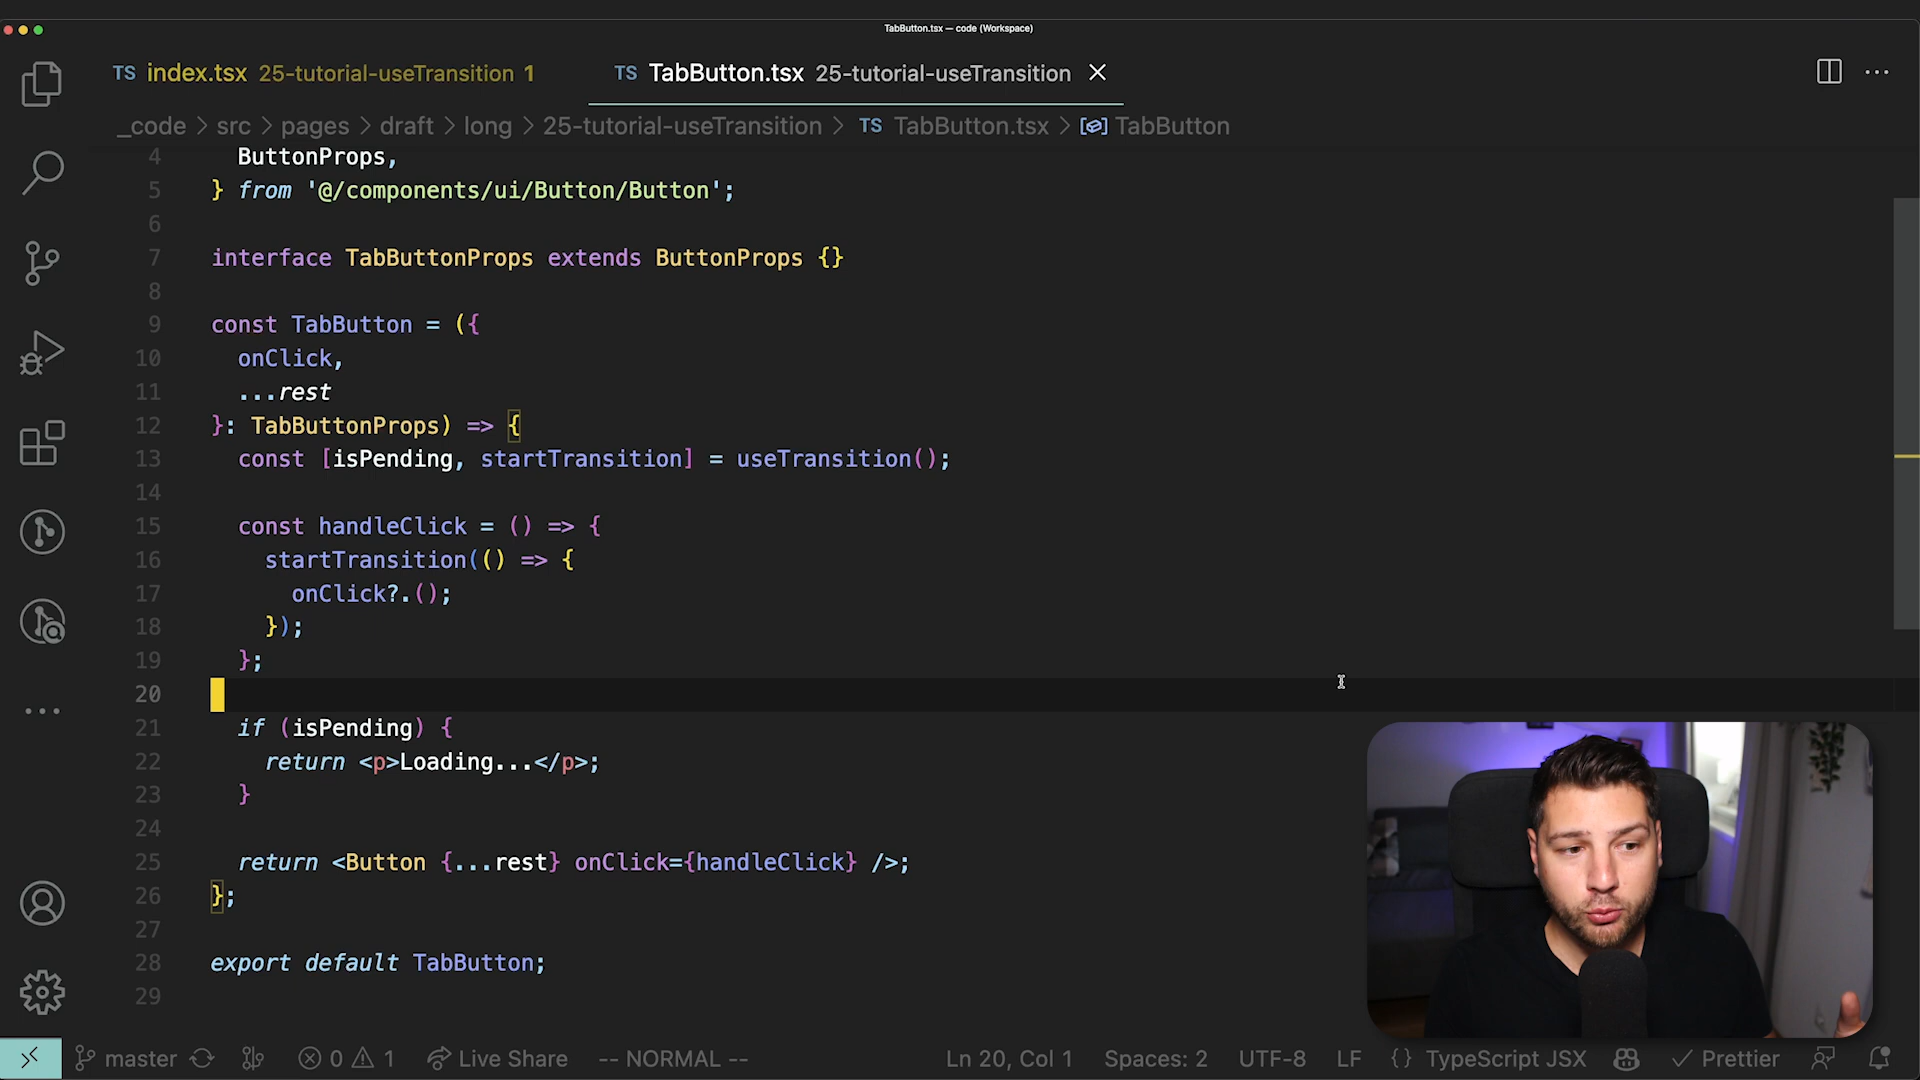 TabButton.tsx — code (Workspace)
TS index.tsx 25-tutorial-useTransition 1
TS TabButton.tsx 25-tutorial-useTransition
_code > src > pages > draft > long > 25-tutorial-useTransition > TS TabButton.tsx > TabButton
4 ButtonProps,
5 } from '@/components/ui/Button/Button';
6
7 interface TabButtonProps extends ButtonProps {}
8
9 const TabButton = ({
10 onClick,
11 ...rest
12 }: TabButtonProps) => {
13 const [isPending, startTransition] = useTransition();
14
15 const handleClick = () => {
16 startTransition(() => {
17 onClick?.();
18 });
19 };
20
21 if (isPending) {
22 return <p>Loading...</p>;
23 }
24
25 return <Button {...rest} onClick={handleClick} />;
26 };
27
28 export default TabButton;
29
master 0 1 Live Share -- NORMAL -- Ln 20, Col 1 Spaces: 2 UTF-8 LF {} TypeScript JSX Prettier